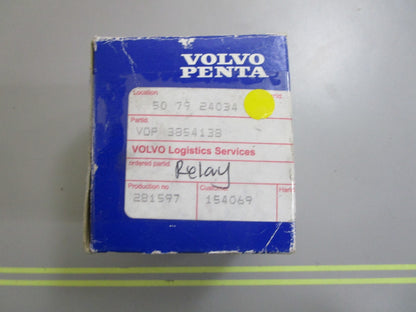 VOLVO
PENTA
Location
50 79 24034
Partid.
VOP 3854138
VOLVO Logistics Services
ordered partid
Relay
Production no Customer
281597 154069